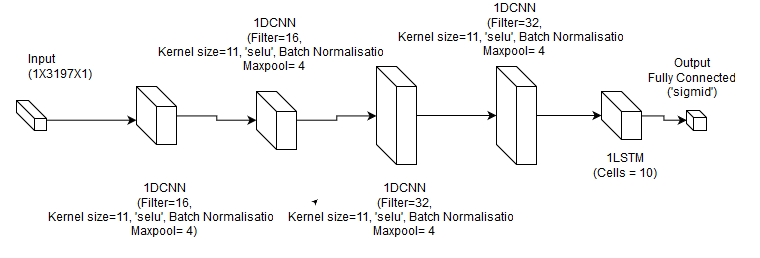 Input
(1X3197X1)
1DCNN
(Filter=16,
Kernel size=11, 'selu', Batch Normalisatio
Maxpool= 4)
1DCNN
(Filter=16,
Kernel size=11, 'selu', Batch Normalisatio
Maxpool= 4
1DCNN
(Filter=32,
Kernel size=11, 'selu', Batch Normalisatio
Maxpool= 4
1DCNN
(Filter=32,
Kernel size=11, 'selu', Batch Normalisatio
Maxpool= 4
1LSTM
(Cells = 10)
Output
Fully Connected
('sigmid')